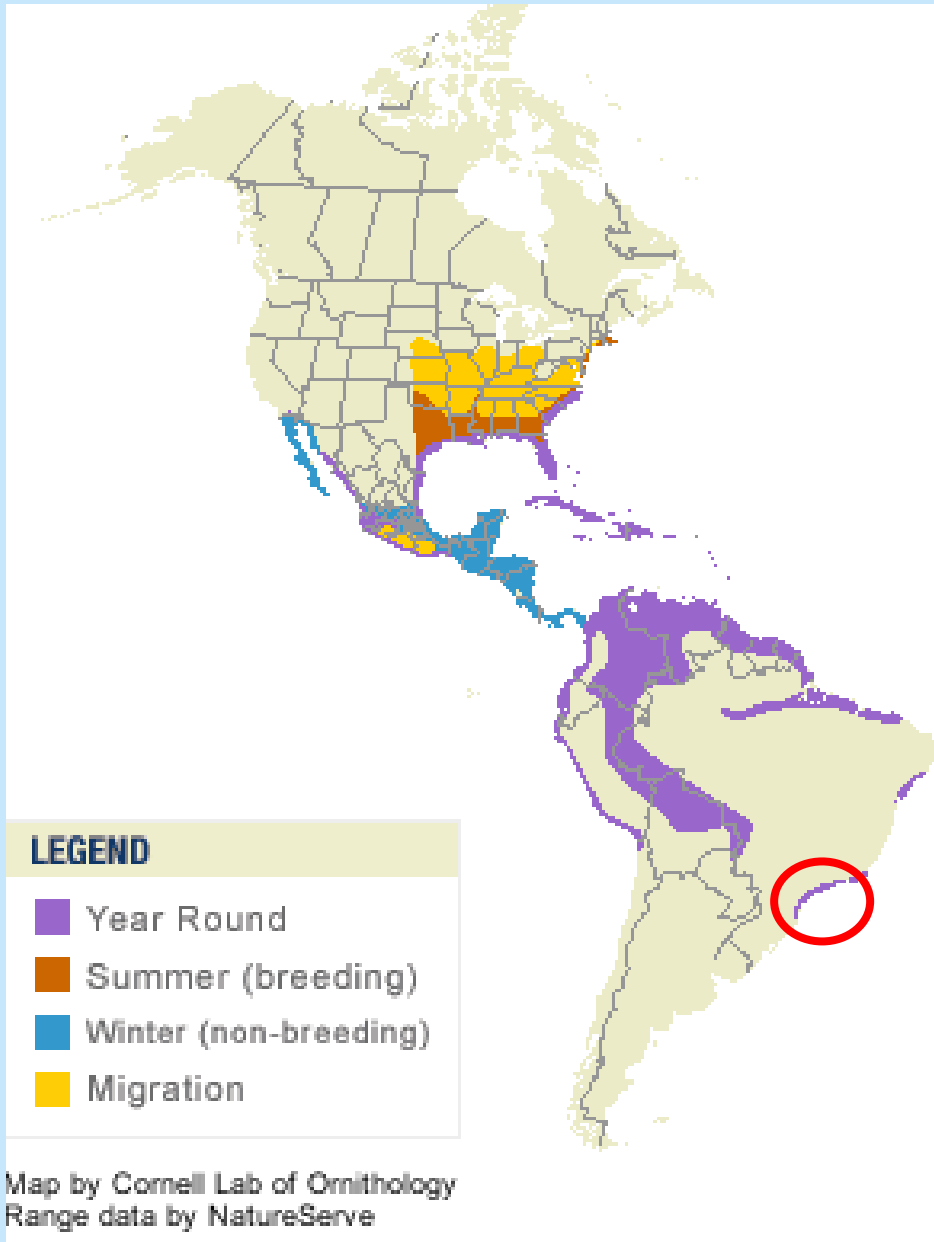 LEGEND
Year Round
Summer (breeding)
Winter (non-breeding)
Migration
Map by Cornell Lab of Ornithology
Range data by NatureServe